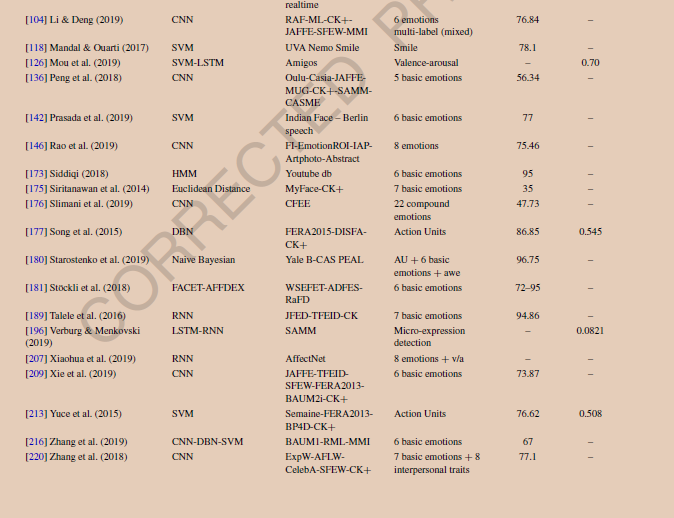 realtime
[104] Li & Deng (2019) CNN RAF-ML-CK+- 6 emotions 76.84 –
JAFFE-SFEW-MMI multi-label (mixed)
[118] Mandal & Ouarti (2017) SVM UVA Nemo Smile Smile 78.1 –
[126] Mou et al. (2019) SVM-LSTM Amigos Valence-arousal – 0.70
[136] Peng et al. (2018) CNN Oulu-Casia-JAFFE- 5 basic emotions 56.34 –
MUG-CK+-SAMM-
CASME
[142] Prasada et al. (2019) SVM Indian Face – Berlin 6 basic emotions 77 –
speech
[146] Rao et al. (2019) CNN FI-EmotionROI-IAP- 8 emotions 75.46 –
Artphoto-Abstract
[173] Siddiqi (2018) HMM Youtube db 6 basic emotions 95 –
[175] Siritanawan et al. (2014) Euclidean Distance MyFace-CK+ 7 basic emotions 35 –
[176] Slimani et al. (2019) CNN CFEE 22 compound 47.73 –
emotions
[177] Song et al. (2015) DBN FERA2015-DISFA- Action Units 86.85 0.545
CK+
[180] Starostenko et al. (2019) Naive Bayesian Yale B-CAS PEAL AU + 6 basic 96.75 –
emotions + awe
[181] Stöckli et al. (2018) FACET-AFFDEX WSEFET-ADFES- 6 basic emotions 72–95 –
RaFD
[189] Talele et al. (2016) RNN JFED-TFEID-CK 7 basic emotions 94.86 –
[196] Verburg & Menkovski LSTM-RNN SAMM Micro-expression – 0.0821
(2019) detection
[207] Xiaohua et al. (2019) RNN AffectNet 8 emotions + v/a – –
[209] Xie et al. (2019) CNN JAFFE-TFEID- 6 basic emotions 73.87 –
SFEW-FERA2013-
BAUM2i-CK+
[213] Yuce et al. (2015) SVM Semaine-FERA2013- Action Units 76.62 0.508
BP4D-CK+
[216] Zhang et al. (2019) CNN-DBN-SVM BAUM1-RML-MMI 6 basic emotions 67 –
[220] Zhang et al. (2018) CNN ExpW-AFLW- 7 basic emotions + 8 77.1 –
CelebA-SFEW-CK+ interpersonal traits
CORRECTED PR